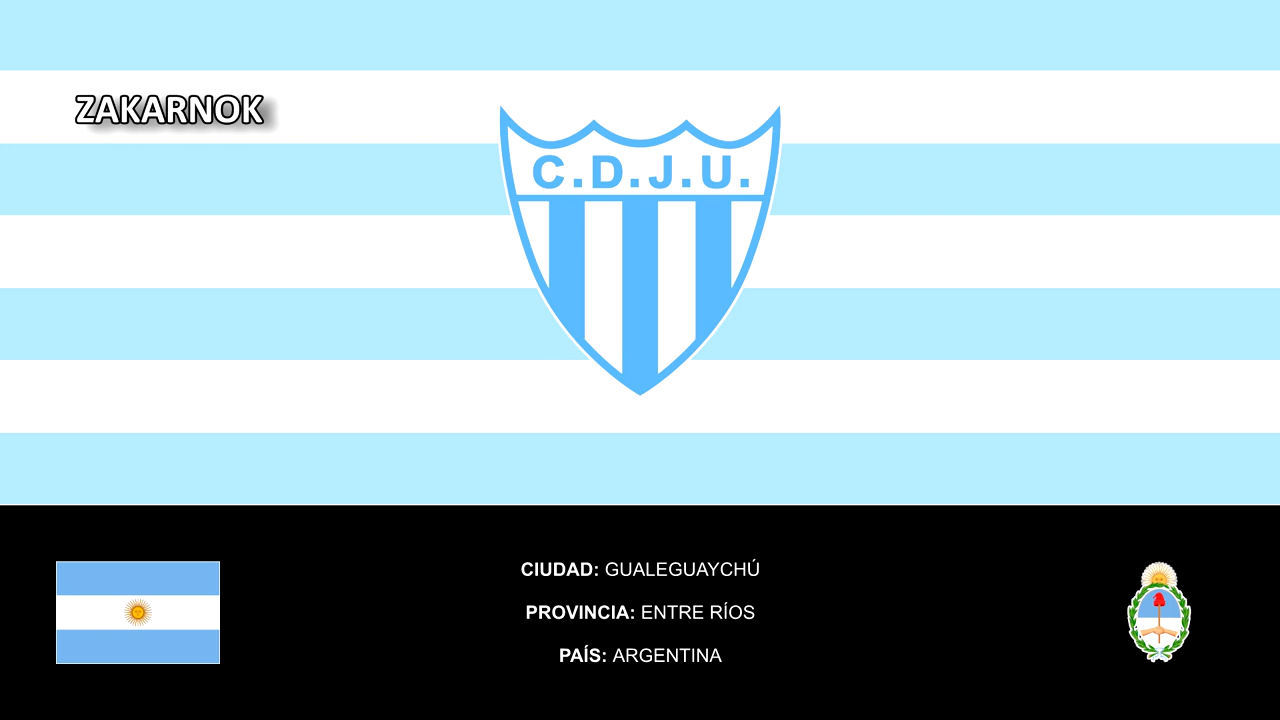 ZAKARNOK
C.D.J.U.
CIUDAD: GUALEGUAYCHÚ
PROVINCIA: ENTRE RÍOS
PAÍS: ARGENTINA